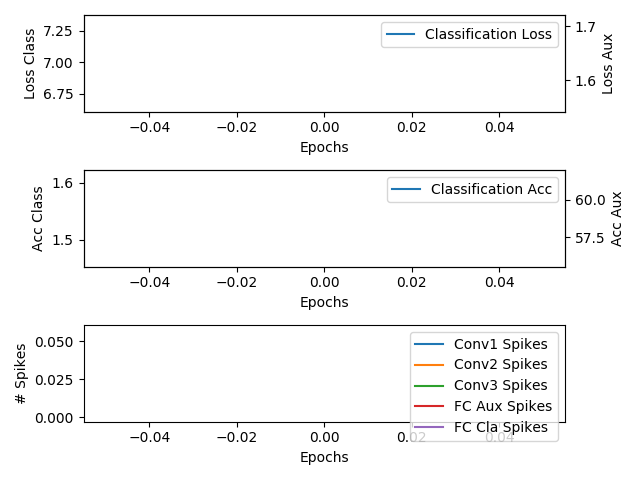 7.25
7.00
6.75
Loss Class
Classification Loss
1.7
1.6
Loss Aux
−0.04 −0.02 0.00 0.02 0.04
Epochs
1.6
1.5
Acc Class
Classification Acc
60.0
57.5
Acc Aux
−0.04 −0.02 0.00 0.02 0.04
Epochs
0.050
0.025
0.000
# Spikes
Conv1 Spikes
Conv2 Spikes
Conv3 Spikes
FC Aux Spikes
FC Cla Spikes
−0.04 −0.02 0.00 0.02 0.04
Epochs